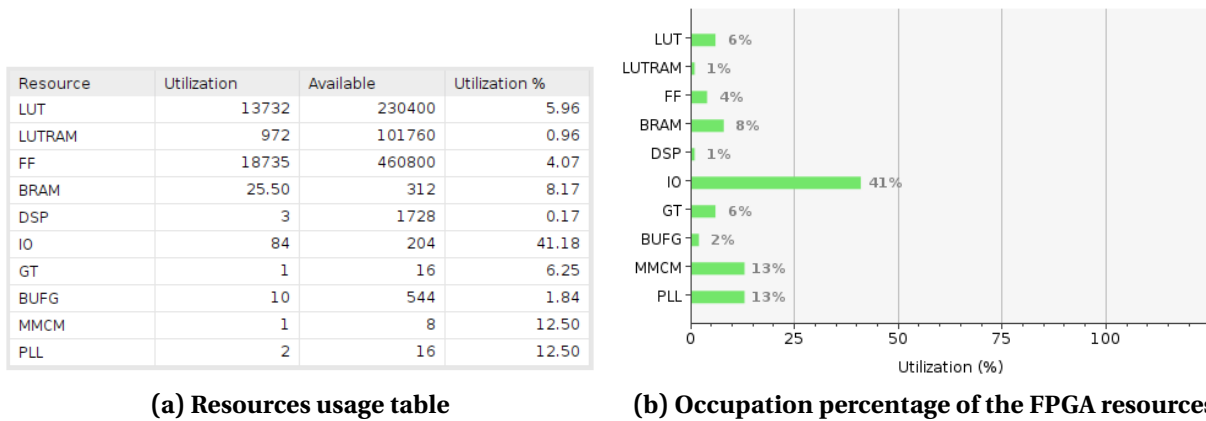 Resource Utilization Available Utilization %
LUT 13732 230400 5.96
LUTRAM 972 101760 0.96
FF 18735 460800 4.07
BRAM 25.50 312 8.17
DSP 3 1728 0.17
IO 84 204 41.18
GT 1 16 6.25
BUFG 10 544 1.84
MMCM 1 8 12.50
PLL 2 16 12.50
(a) Resources usage table
LUT 6%
LUTRAM 1%
FF 4%
BRAM 8%
DSP 1%
IO 41%
GT 6%
BUFG 2%
MMCM 13%
PLL 13%
0 25 50 75 100
Utilization (%)
(b) Occupation percentage of the FPGA resources